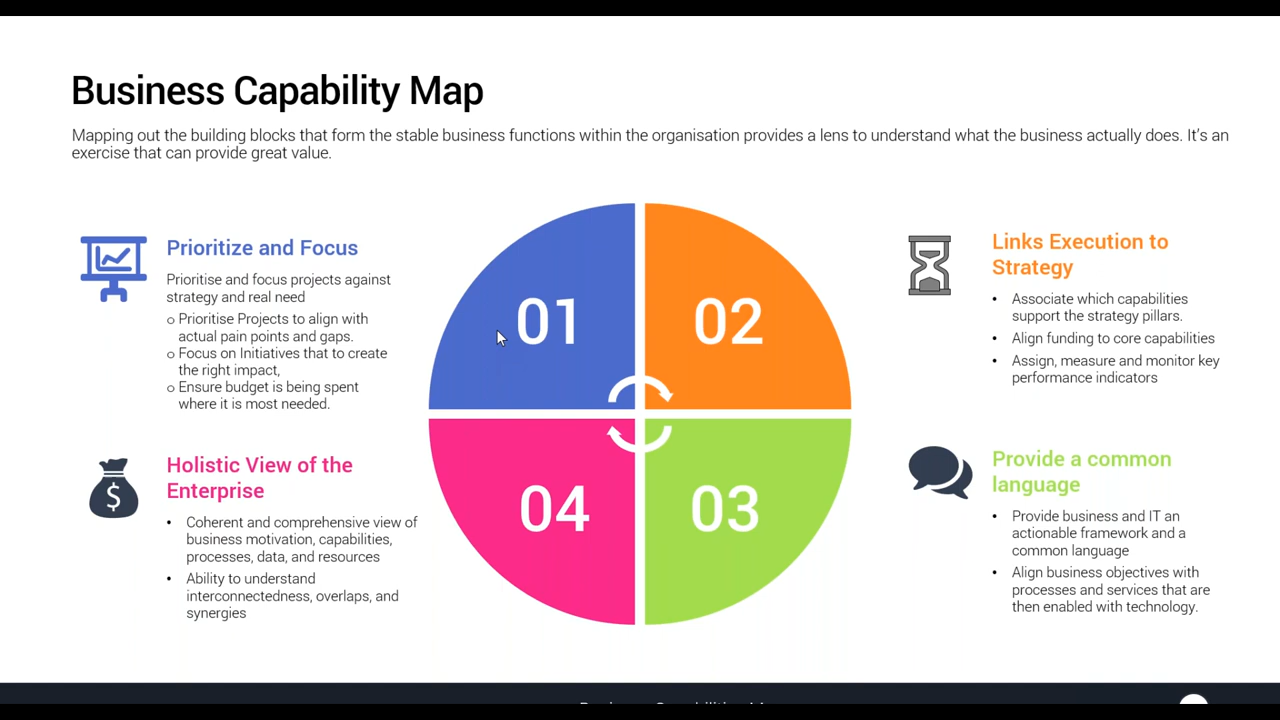 Business Capability Map
Mapping out the building blocks that form the stable business functions within the organisation provides a lens to understand what the business actually does. It's an
exercise that can provide great value.
Prioritize and Focus
Prioritise and focus projects against
strategy and real need
o Prioritise Projects to align with
actual pain points and gaps.
o Focus on Initiatives that to create
the right impact,
o Ensure budget is being spent
where it is most needed.
01
02
Links Execution to
Strategy
• Associate which capabilities
support the strategy pillars.
• Align funding to core capabilities
• Assign, measure and monitor key
performance indicators
$
Holistic View of the
Enterprise
• Coherent and comprehensive view of
business motivation, capabilities,
processes, data, and resources
• Ability to understand
interconnectedness, overlaps, and
synergies
04
03
Provide a common
language
• Provide business and IT an
actionable framework and a
common language
• Align business objectives with
processes and services that are
then enabled with technology.